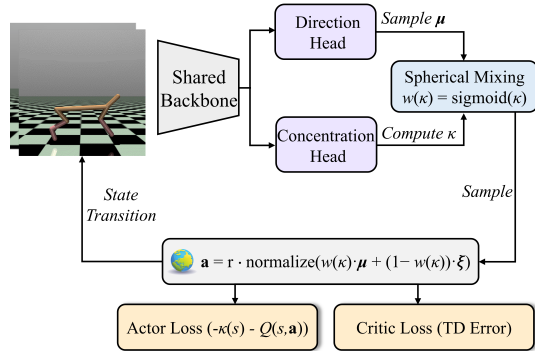 Direction
Head
Sample μ
Shared
Backbone
Spherical Mixing
w(κ) = sigmoid(κ)
Concentration
Head
Compute κ
State
Transition
Sample
a = r · normalize(w(κ)·μ + (1− w(κ))·ξ)
Actor Loss (-κ(s) - Q(s,a))
Critic Loss (TD Error)